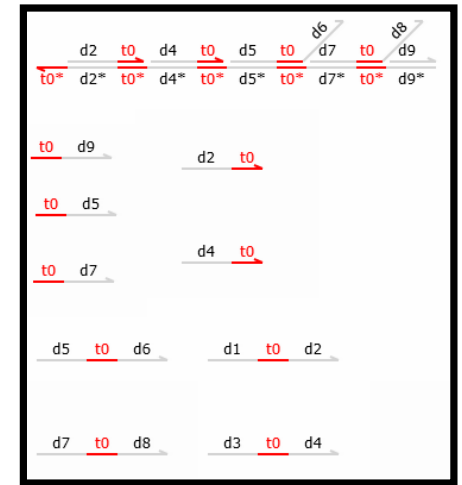 d6 d8
d2 t0 d4 t0 d5 t0 d7 t0 d9
t0* d2* t0* d4* t0* d5* t0* d7* t0* d9*
t0 d9
d2 t0
t0 d5
d4 t0
t0 d7
d5 t0 d6 d1 t0 d2
d7 t0 d8 d3 t0 d4